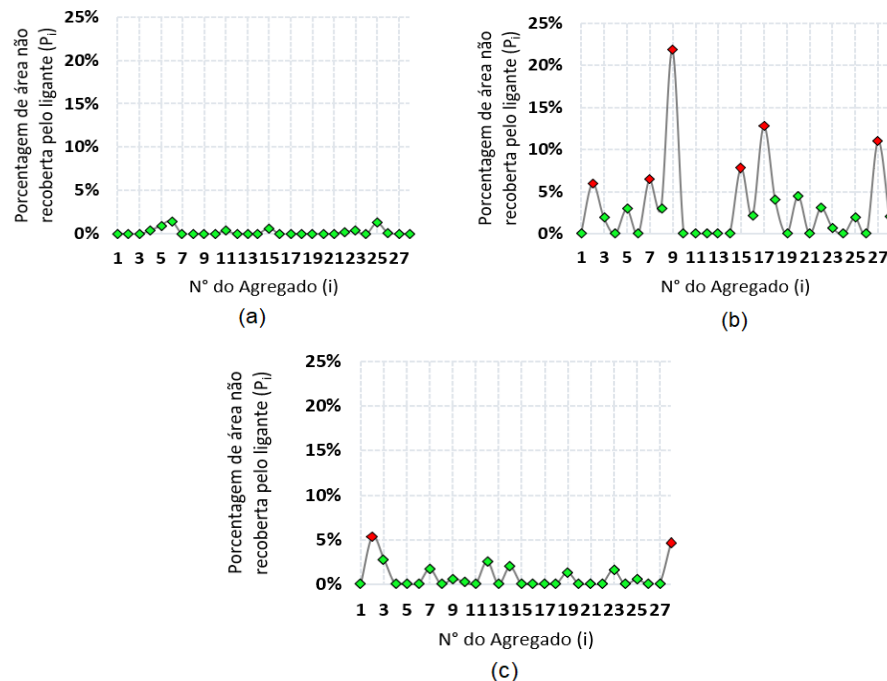 Porcentagem de área não
recoberta pelo ligante (Pi)
25%
20%
15%
10%
5%
0%
1 3 5 7 9 11 13 15 17 19 21 23 25 27
N° do Agregado (i)
(a)
Porcentagem de área não
recoberta pelo ligante (Pi)
25%
20%
15%
10%
5%
0%
1 3 5 7 9 11 13 15 17 19 21 23 25 27
N° do Agregado (i)
(b)
Porcentagem de área não
recoberta pelo ligante (Pi)
25%
20%
15%
10%
5%
0%
1 3 5 7 9 11 13 15 17 19 21 23 25 27
N° do Agregado (i)
(c)